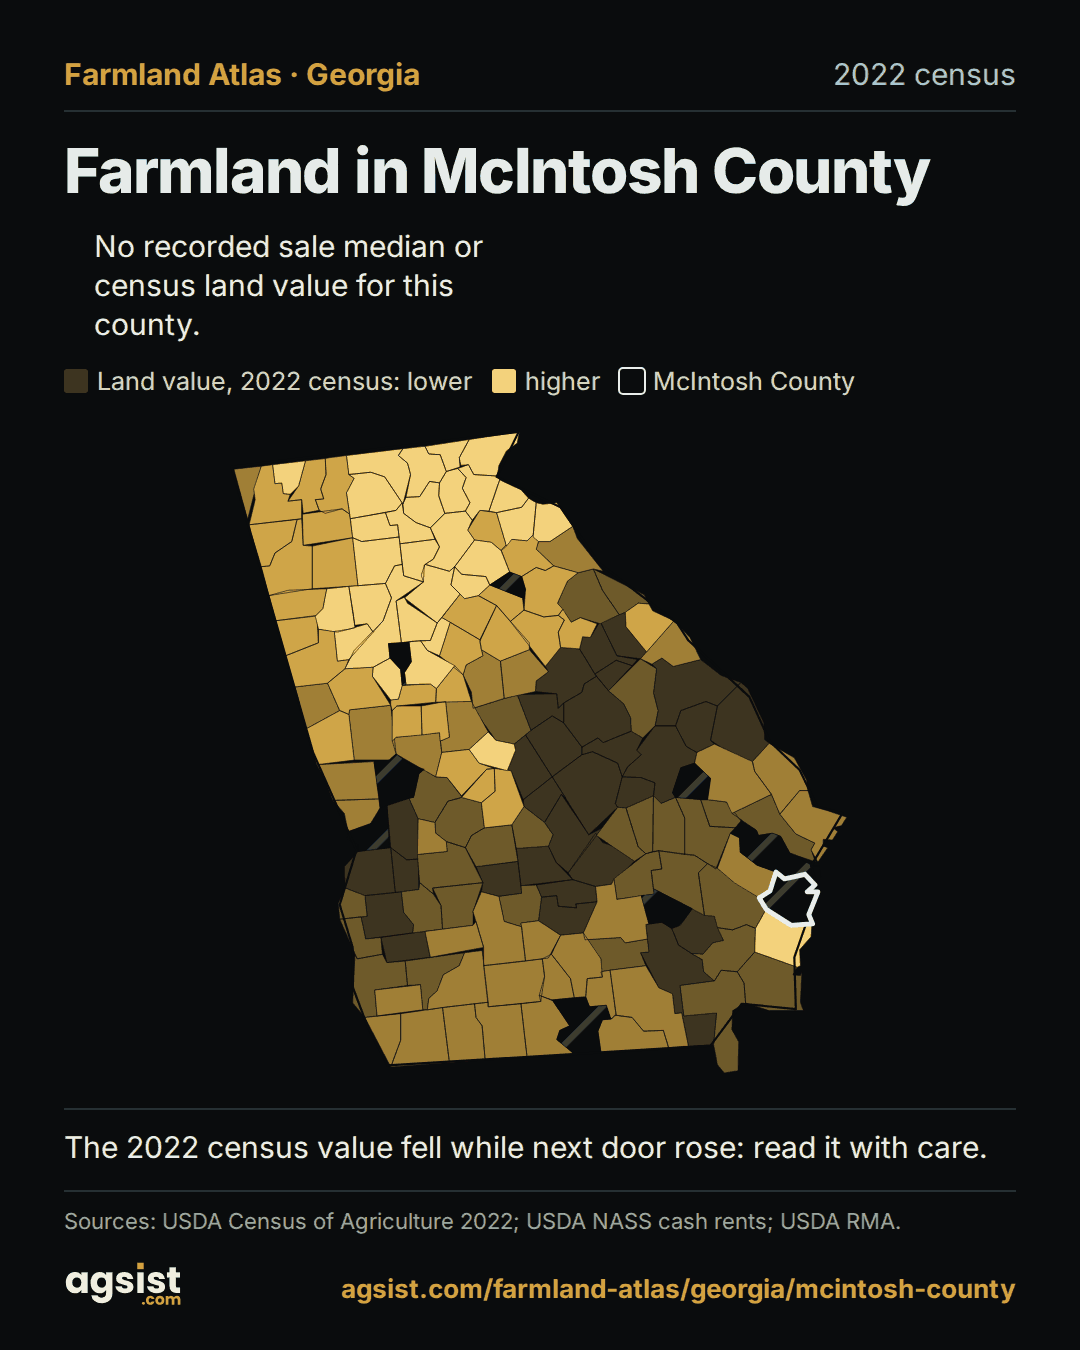 Farmland Atlas · Georgia
2022 census
Farmland in McIntosh County
No recorded sale median or
census land value for this
county.
Land value, 2022 census: lower higher McIntosh County
The 2022 census value fell while next door rose: read it with care.
Sources: USDA Census of Agriculture 2022; USDA NASS cash rents; USDA RMA.
agsist
.com
agsist.com/farmland-atlas/georgia/mcintosh-county